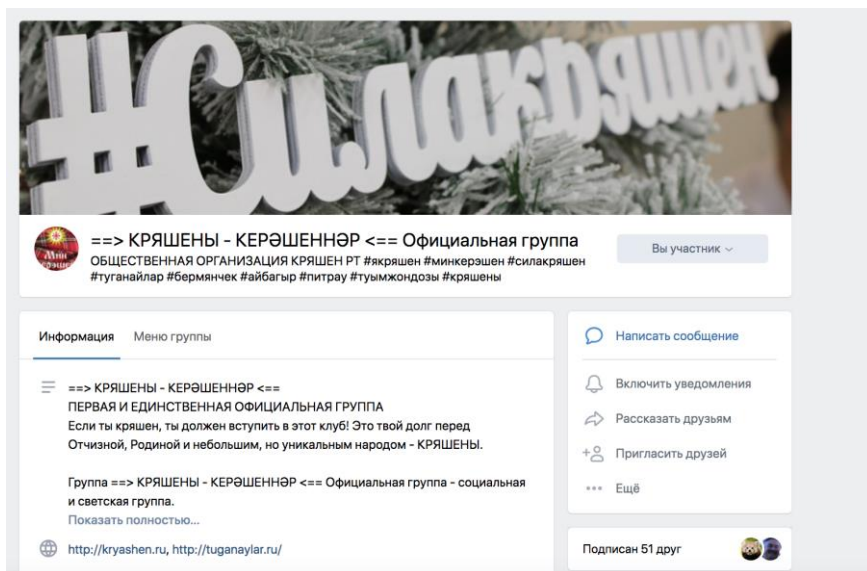 #Силакряшен
==> КРЯШЕНЫ - КЕРӘШЕННӘР <== Официальная группа
ОБЩЕСТВЕННАЯ ОРГАНИЗАЦИЯ КРЯШЕН РТ #якряшен #минкерэшен #силакряшен
#туганайлар #бермянчек #айбагыр #питрау #туымжондозы #кряшены
Вы участник
Информация
Меню группы
==> КРЯШЕНЫ - КЕРӘШЕННӘР <==
ПЕРВАЯ И ЕДИНСТВЕННАЯ ОФИЦИАЛЬНАЯ ГРУППА
Если ты кряшен, ты должен вступить в этот клуб! Это твой долг перед
Отчизной, Родиной и небольшим, но уникальным народом - КРЯШЕНЫ.
Группа ==> КРЯШЕНЫ - КЕРӘШЕННӘР <== Официальная группа - социальная
и светская группа.
Показать полностью...
http://kryashen.ru, http://tuganaylar.ru/
Написать сообщение
Включить уведомления
Рассказать друзьям
Пригласить друзей
Ещё
Подписан 51 друг